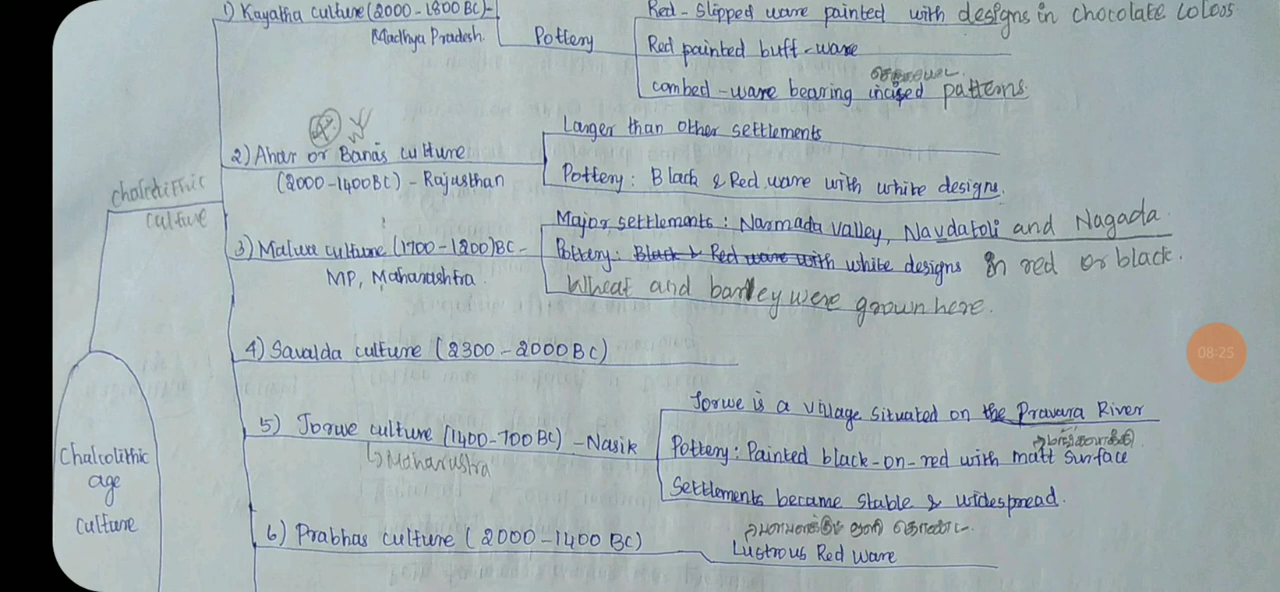 1) Kayatha culture (2000-1800 BC)-
Madhya Pradesh.
Pottery
Red-slipped ware painted with designs in chocolate colors
Red painted buff-ware
combed-ware bearing incised patterns
2) Ahar or Banas culture
(2000-1400BC) - Rajasthan
Larger than other settlements
Pottery: Black & Red ware with white designs.
chalcolithic
culture
3) Malwa culture (1700-1200)BC-
MP, Maharashtra
Major settlements: Narmada valley, Navdatoli and Nagada
Pottery: Black & Red ware with white designs in red or black.
Wheat and barley were grown here.
4) Savalda culture (2300-2000BC)
08:25
5) Jorwe culture (1400-700 BC) - Nasik
Maharastra
Jorwe is a village situated on the Pravara River
Pottery: Painted black-on-red with matt surface
Settlements became stable & widespread.
Chalcolithic
age
culture
6) Prabhas culture (2000-1400 BC)
Lustrous Red Ware